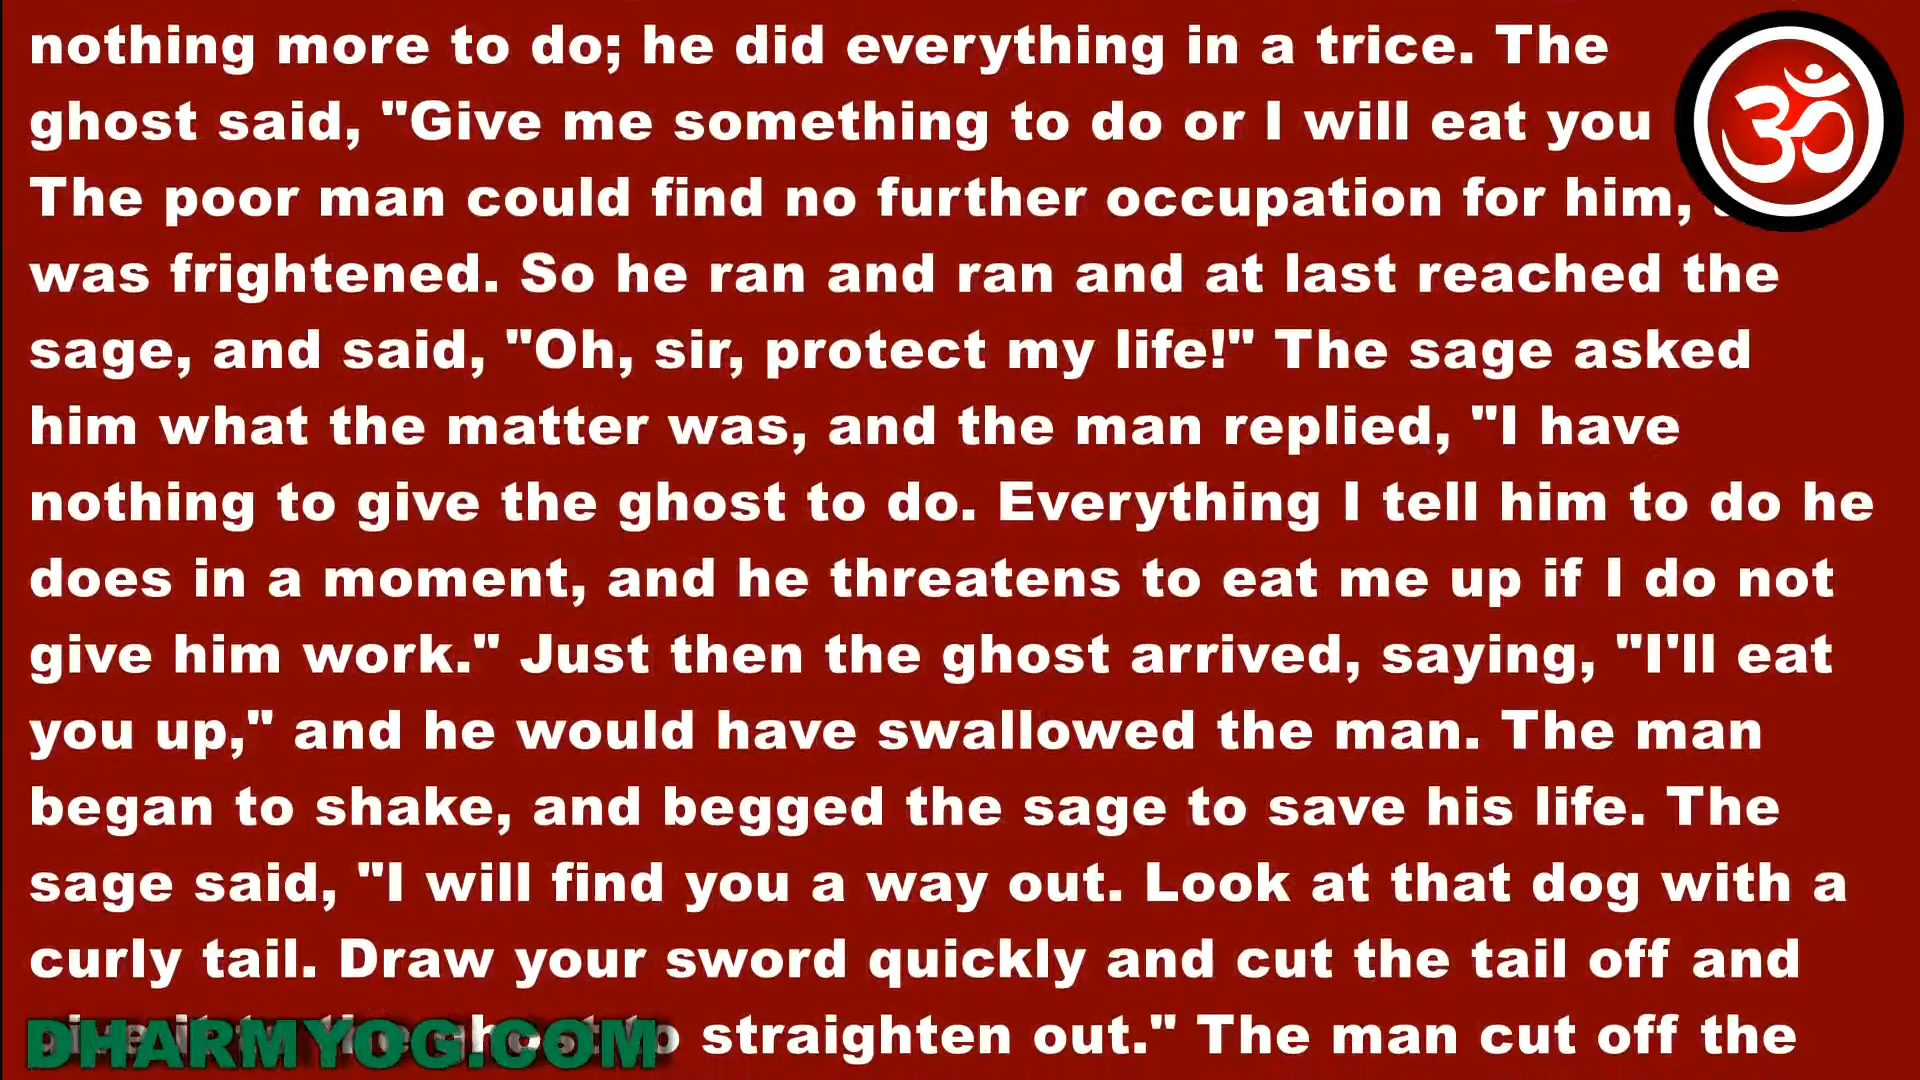 nothing more to do; he did everything in a trice. The
ghost said, "Give me something to do or I will eat you
The poor man could find no further occupation for him,
was frightened. So he ran and ran and at last reached the
sage, and said, "Oh, sir, protect my life!" The sage asked
him what the matter was, and the man replied, "I have
nothing to give the ghost to do. Everything I tell him to do he
does in a moment, and he threatens to eat me up if I do not
give him work." Just then the ghost arrived, saying, "I'll eat
you up," and he would have swallowed the man. The man
began to shake, and begged the sage to save his life. The
sage said, "I will find you a way out. Look at that dog with a
curly tail. Draw your sword quickly and cut the tail off and
give it to the ghost to straighten out." The man cut off the
ॐ
DHARMYOG.COM